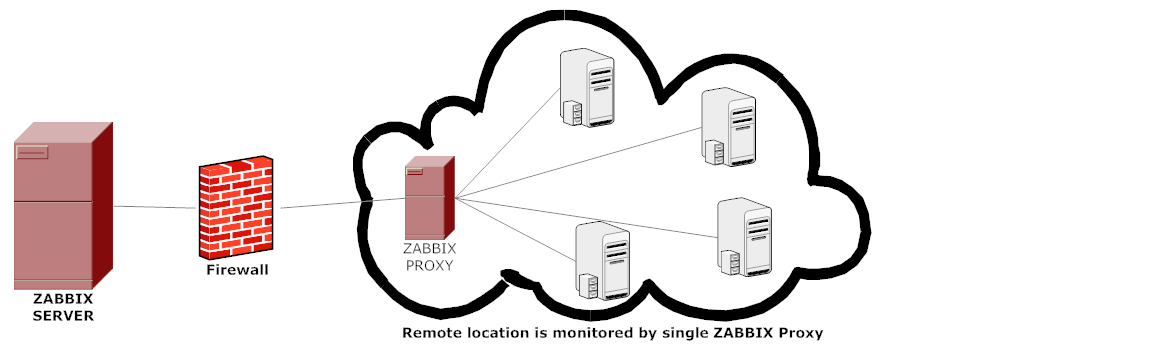 ZABBIX
SERVER
Firewall
ZABBIX
PROXY
Remote location is monitored by single ZABBIX Proxy